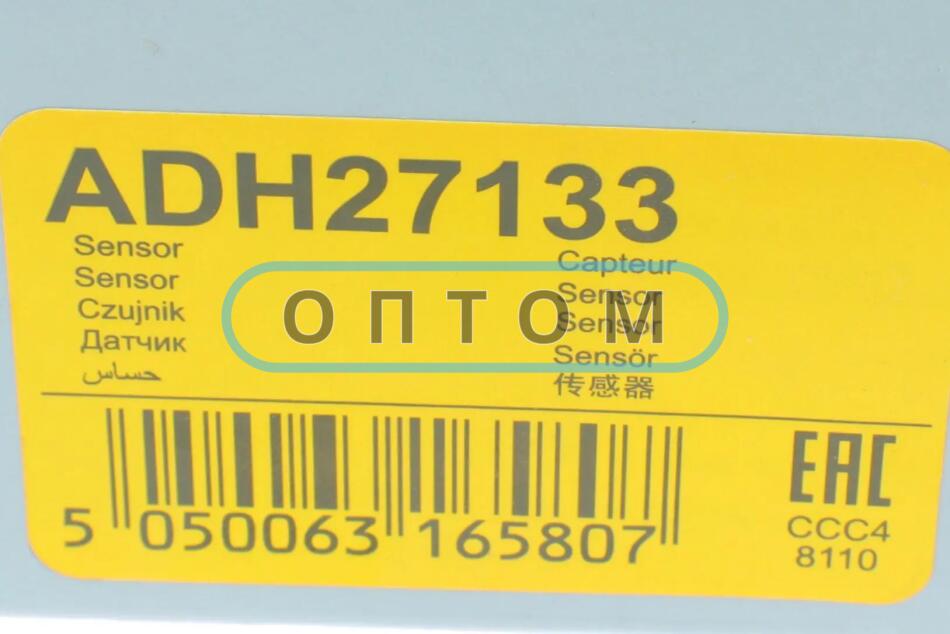 ADH27133
Sensor
Sensor
Czujnik
Датчик
حساس
Capteur
Sensor
Sensor
Sensör
传感器
ОПТОМ
5 050063 165807
EAC
CCC4
8110